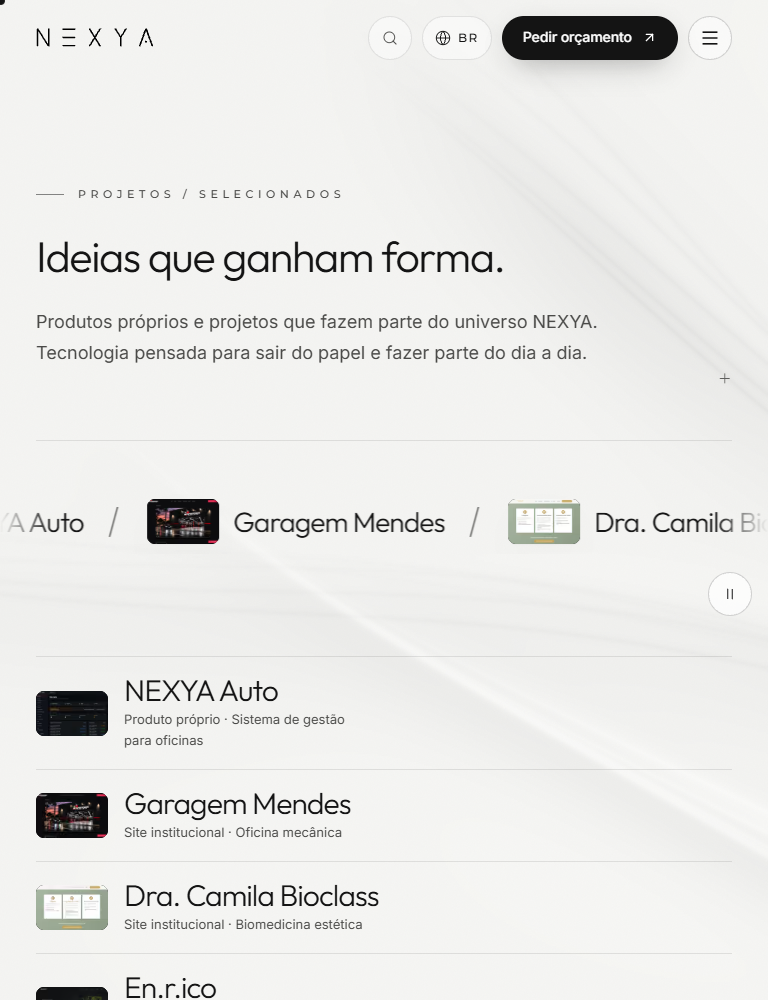 NEXYA
BR
Pedir orçamento
PROJETOS / SELECIONADOS
Ideias que ganham forma.
Produtos próprios e projetos que fazem parte do universo NEXYA.
Tecnologia pensada para sair do papel e fazer parte do dia a dia.
+
YA Auto / Garagem Mendes / Dra. Camila Bio
NEXYA Auto
Produto próprio · Sistema de gestão
para oficinas
Garagem Mendes
Site institucional · Oficina mecânica
Dra. Camila Bioclass
Site institucional · Biomedicina estética
En.r.ico